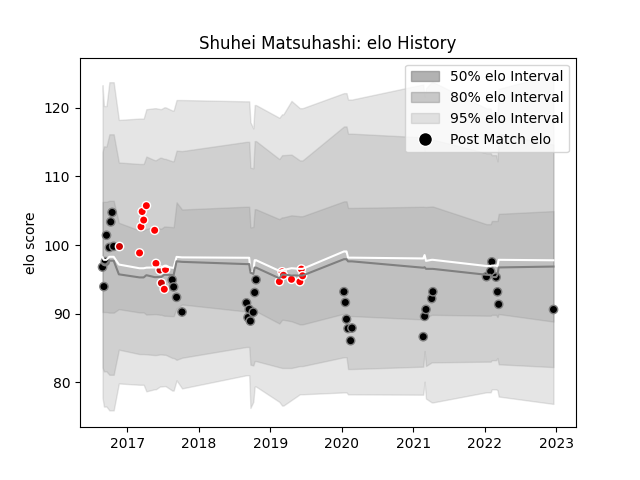 Shuhei Matsuhashi: elo History
50% elo Interval
80% elo Interval
95% elo Interval
Post Match elo
elo score
120
110
100
90
80
2017 2018 2019 2020 2021 2022 2023